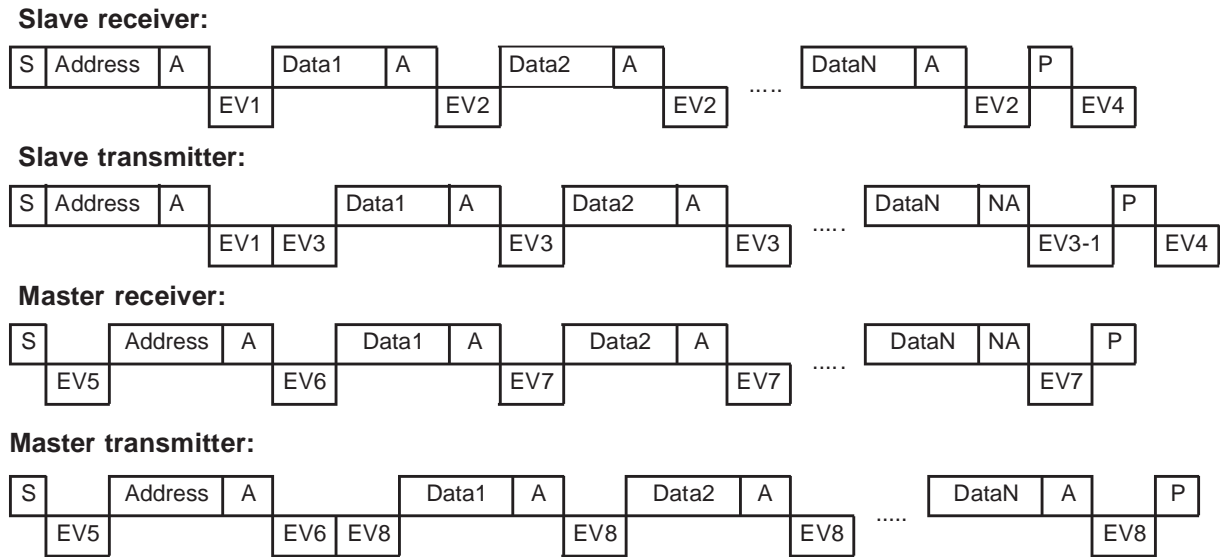 Slave receiver:
S Address A Data1 A Data2 A ..... DataN A P
EV1 EV2 EV2 EV2 EV4
Slave transmitter:
S Address A Data1 A Data2 A ..... DataN NA P
EV1 EV3 EV3 EV3 EV3-1 EV4
Master receiver:
S Address A Data1 A Data2 A ..... DataN NA P
EV5 EV6 EV7 EV7 EV7
Master transmitter:
S Address A Data1 A Data2 A ..... DataN A P
EV5 EV6 EV8 EV8 EV8 EV8